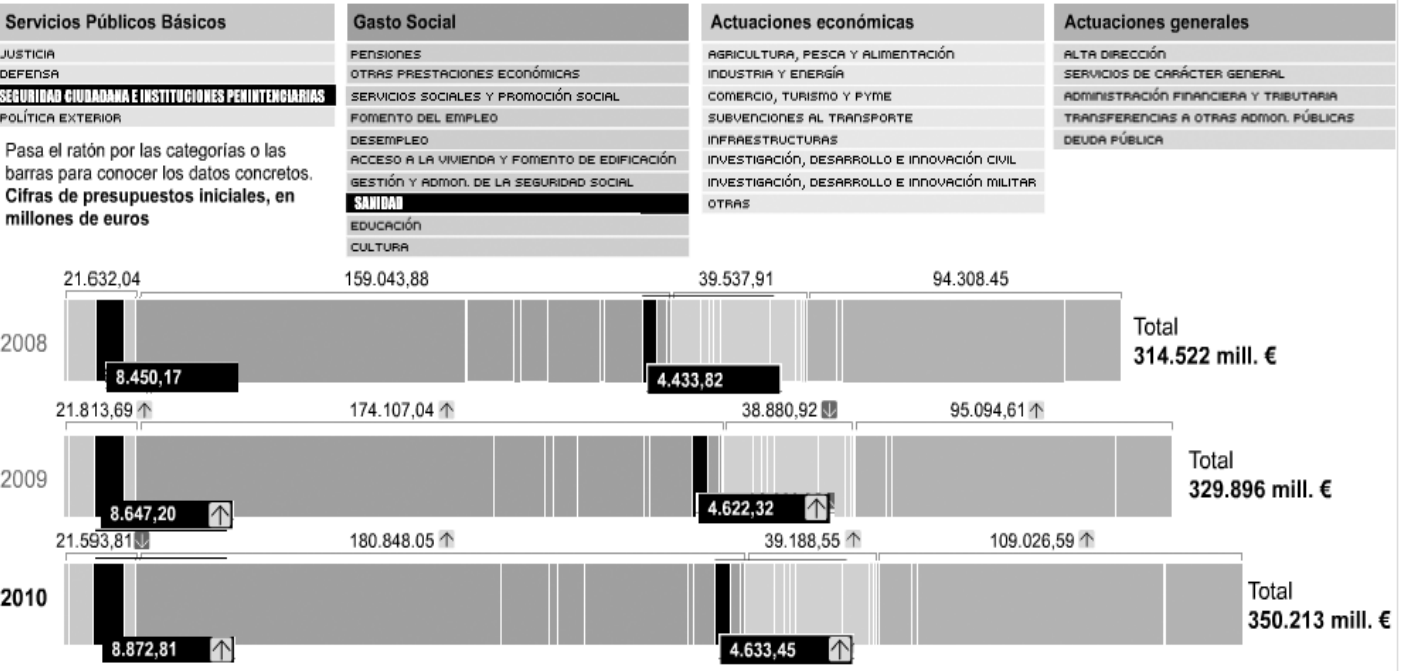 Servicios Públicos Básicos
JUSTICIA
DEFENSA
SEGURIDAD CIUDADANA E INSTITUCIONES PENINTENCIARIAS
POLÍTICA EXTERIOR
Pasa el ratón por las categorías o las
barras para conocer los datos concretos.
Cifras de presupuestos iniciales, en
millones de euros
Gasto Social
PENSIONES
OTRAS PRESTACIONES ECONÓMICAS
SERVICIOS SOCIALES Y PROMOCIÓN SOCIAL
FOMENTO DEL EMPLEO
DESEMPLEO
ACCESO A LA VIVIENDA Y FOMENTO DE EDIFICACIÓN
GESTIÓN Y ADMON. DE LA SEGURIDAD SOCIAL
SANIDAD
EDUCACIÓN
CULTURA
Actuaciones económicas
AGRICULTURA, PESCA Y ALIMENTACIÓN
INDUSTRIA Y ENERGÍA
COMERCIO, TURISMO Y PYME
SUBVENCIONES AL TRANSPORTE
INFRAESTRUCTURAS
INVESTIGACIÓN, DESARROLLO E INNOVACIÓN CIVIL
INVESTIGACIÓN, DESARROLLO E INNOVACIÓN MILITAR
OTRAS
Actuaciones generales
ALTA DIRECCIÓN
SERVICIOS DE CARÁCTER GENERAL
ADMINISTRACIÓN FINANCIERA Y TRIBUTARIA
TRANSFERENCIAS A OTRAS ADMON. PÚBLICAS
DEUDA PÚBLICA
21.632,04 159.043,88 39.537,91 94.308.45
2008
8.450,17 4.433,82
Total
314.522 mill. €
21.813,69 ↑ 174.107,04 ↑ 38.880,92 ↓ 95.094,61 ↑
2009
8.647,20 ↑ 4.622,32 ↑
Total
329.896 mill. €
21.593,81 ↓ 180.848.05 ↑ 39.188,55 ↑ 109.026,59 ↑
2010
8.872,81 ↑ 4.633,45 ↑
Total
350.213 mill. €